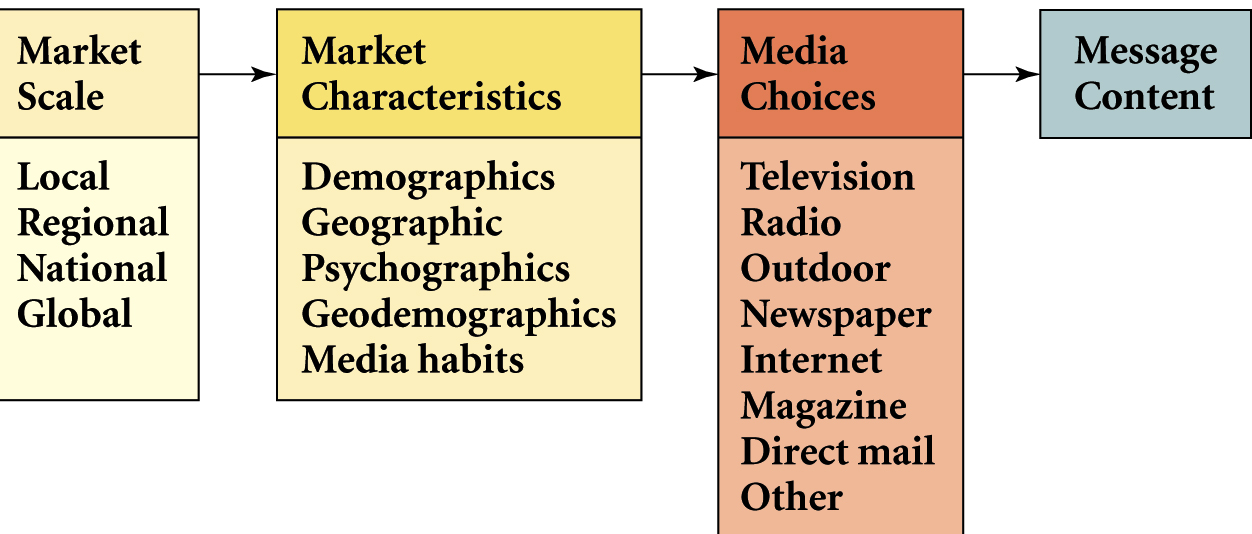 Market
Scale
Local
Regional
National
Global
Market
Characteristics
Demographics
Geographic
Psychographics
Geodemographics
Media habits
Media
Choices
Television
Radio
Outdoor
Newspaper
Internet
Magazine
Direct mail
Other
Message
Content